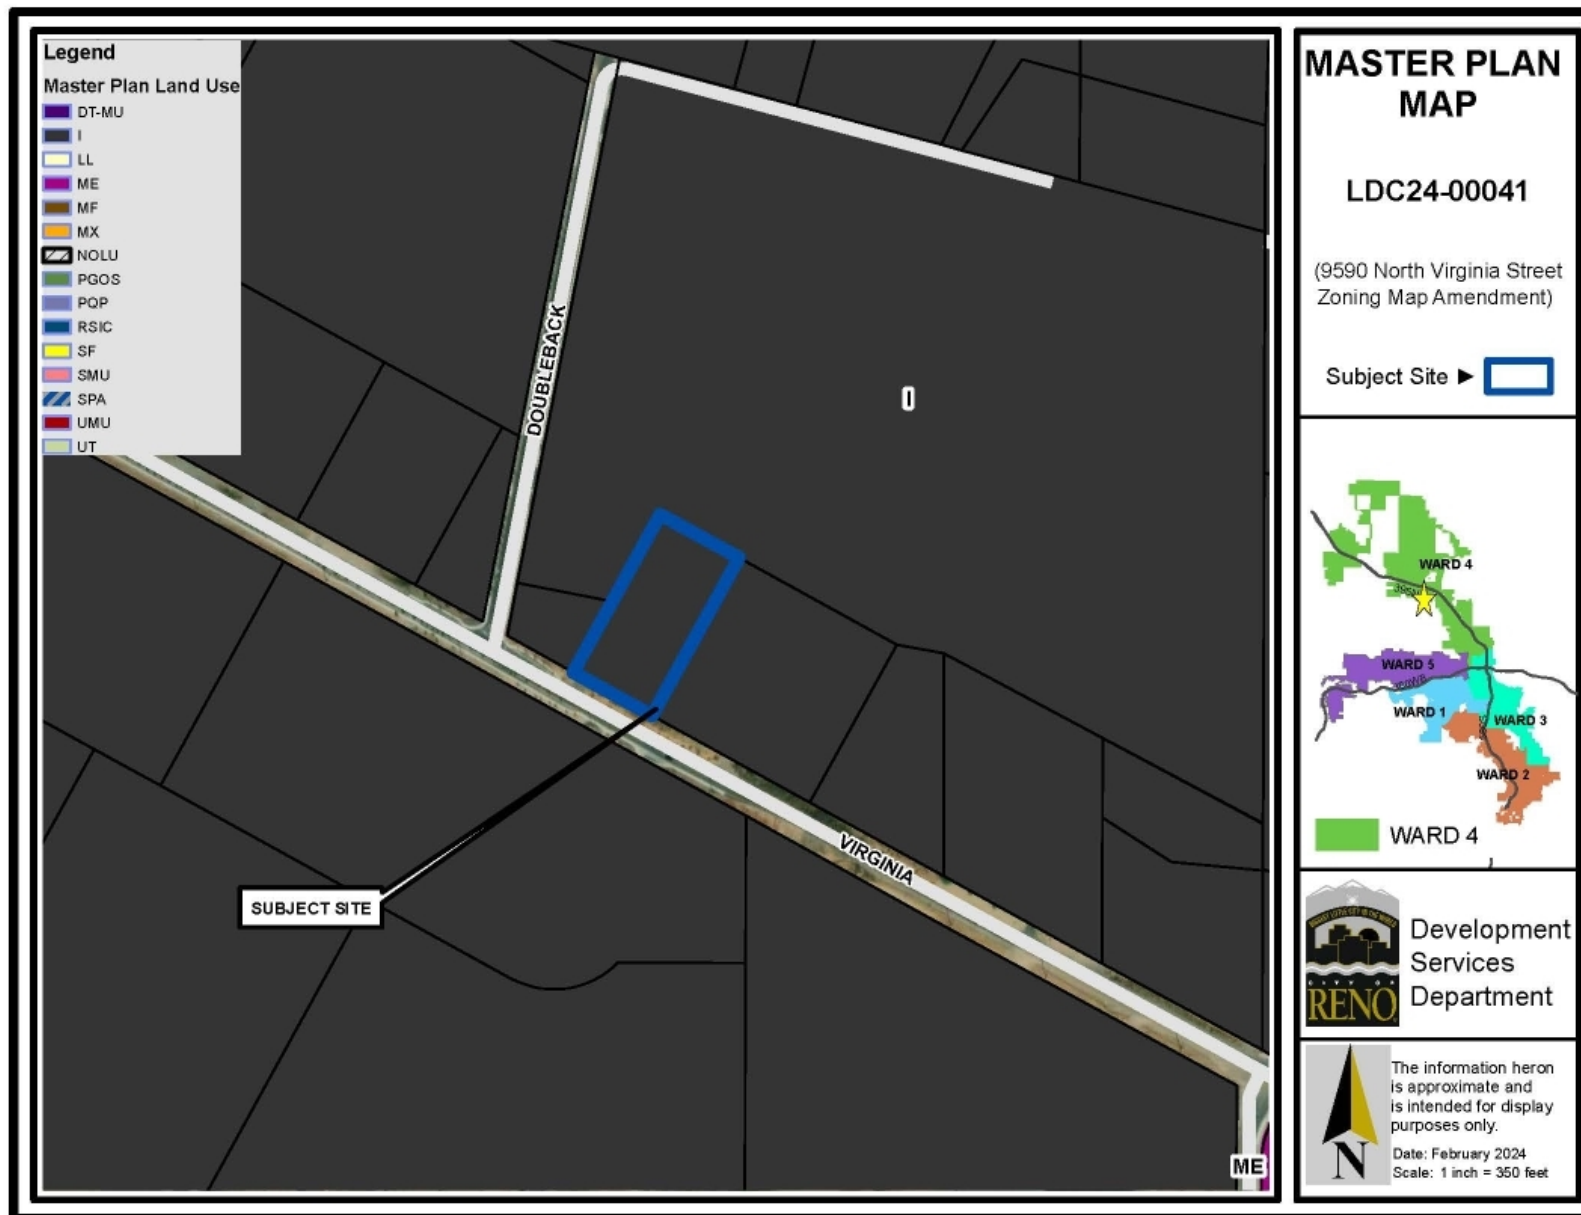 Legend
Master Plan Land Use
DT-MU
I
LL
ME
MF
MX
NOLU
PGOS
PQP
RSIC
SF
SMU
SPA
UMU
UT
DOUBLEBACK
I
VIRGINIA
SUBJECT SITE
ME
MASTER PLAN
MAP
LDC24-00041
(9590 North Virginia Street
Zoning Map Amendment)
Subject Site ►
WARD 4
WARD 5
WARD 1
WARD 3
WARD 2
WARD 4
CITY OF
RENO
Development
Services
Department
The information heron
is approximate and
is intended for display
purposes only.
Date: February 2024
Scale: 1 inch = 350 feet
N